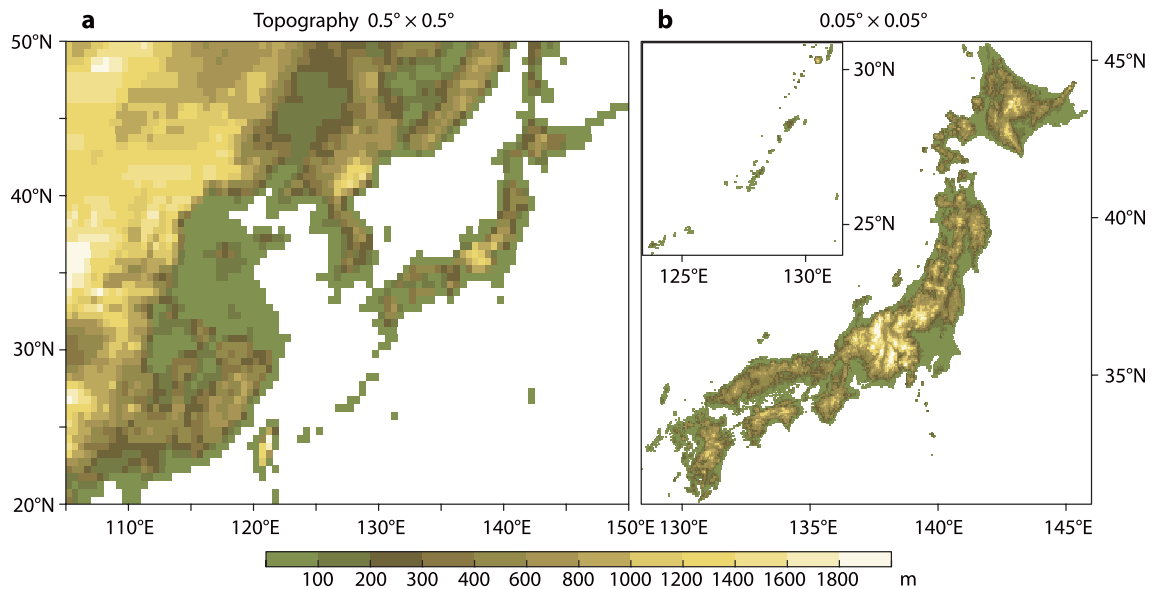 a Topography 0.5° × 0.5°
b 0.05° × 0.05°
50°N
40°N
30°N
20°N
110°E 120°E 130°E 140°E 150°E
30°N
25°N
125°E 130°E
45°N
40°N
35°N
130°E 135°E 140°E 145°E
100 200 300 400 600 800 1000 1200 1400 1600 1800 m